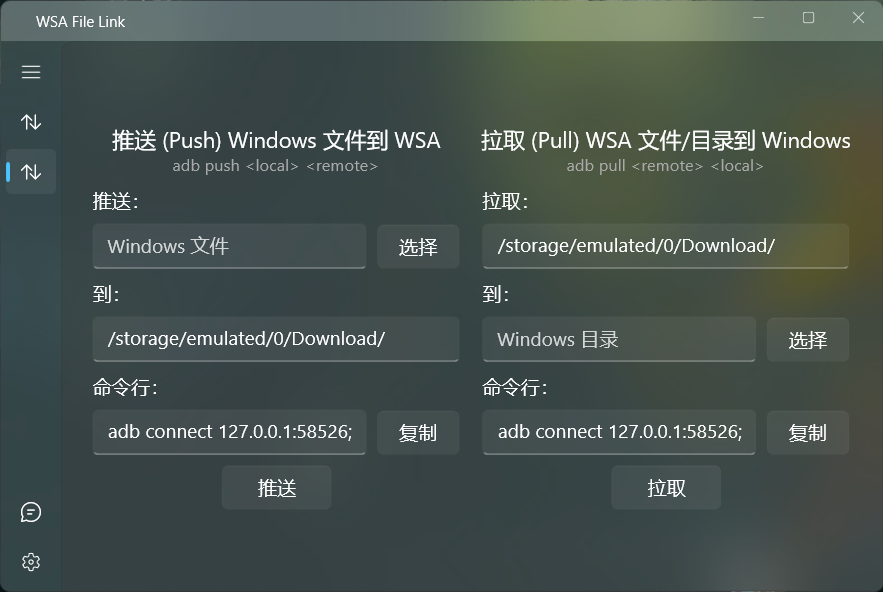 WSA File Link
推送 (Push) Windows 文件到 WSA
adb push <local> <remote>
推送：
Windows 文件
选择
到：
/storage/emulated/0/Download/
命令行：
adb connect 127.0.0.1:58526;
复制
推送
拉取 (Pull) WSA 文件/目录到 Windows
adb pull <remote> <local>
拉取：
/storage/emulated/0/Download/
到：
Windows 目录
选择
命令行：
adb connect 127.0.0.1:58526;
复制
拉取